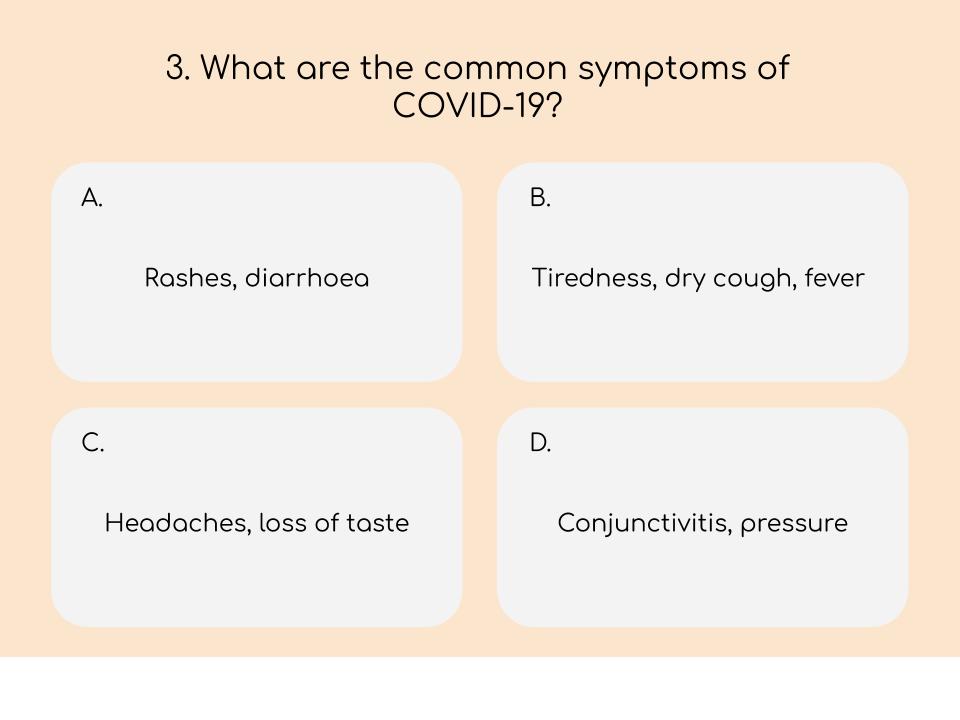 3. What are the common symptoms of
COVID-19?
A.
Rashes, diarrhoea
B.
Tiredness, dry cough, fever
C.
Headaches, loss of taste
D.
Conjunctivitis, pressure